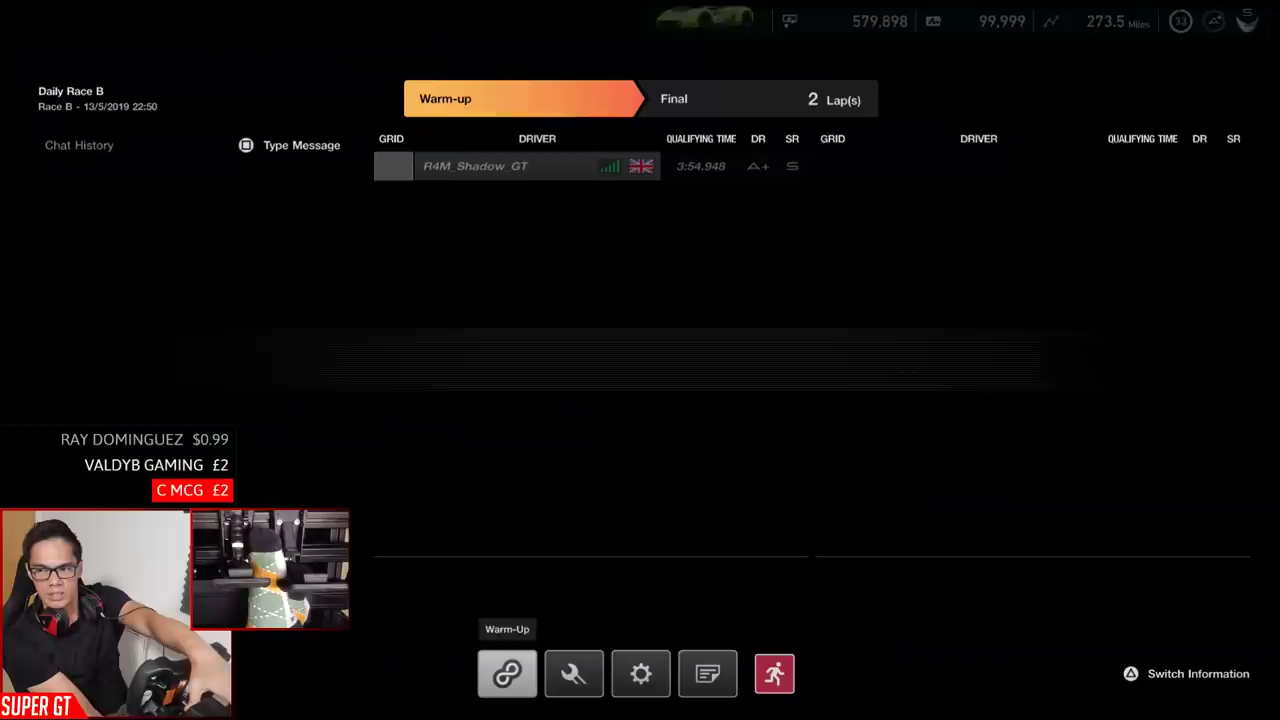 579,898 99,999 273.5 Miles 33 S
Daily Race B
Race B - 13/5/2019 22:50
Warm-up Final 2 Lap(s)
Chat History Type Message
GRID DRIVER QUALIFYING TIME DR SR GRID DRIVER QUALIFYING TIME DR SR
R4M_Shadow_GT 3:54.948 A+ S
RAY DOMINGUEZ $0.99
VALDYB GAMING £2
C MCG £2
Warm-Up
Switch Information
SUPER GT